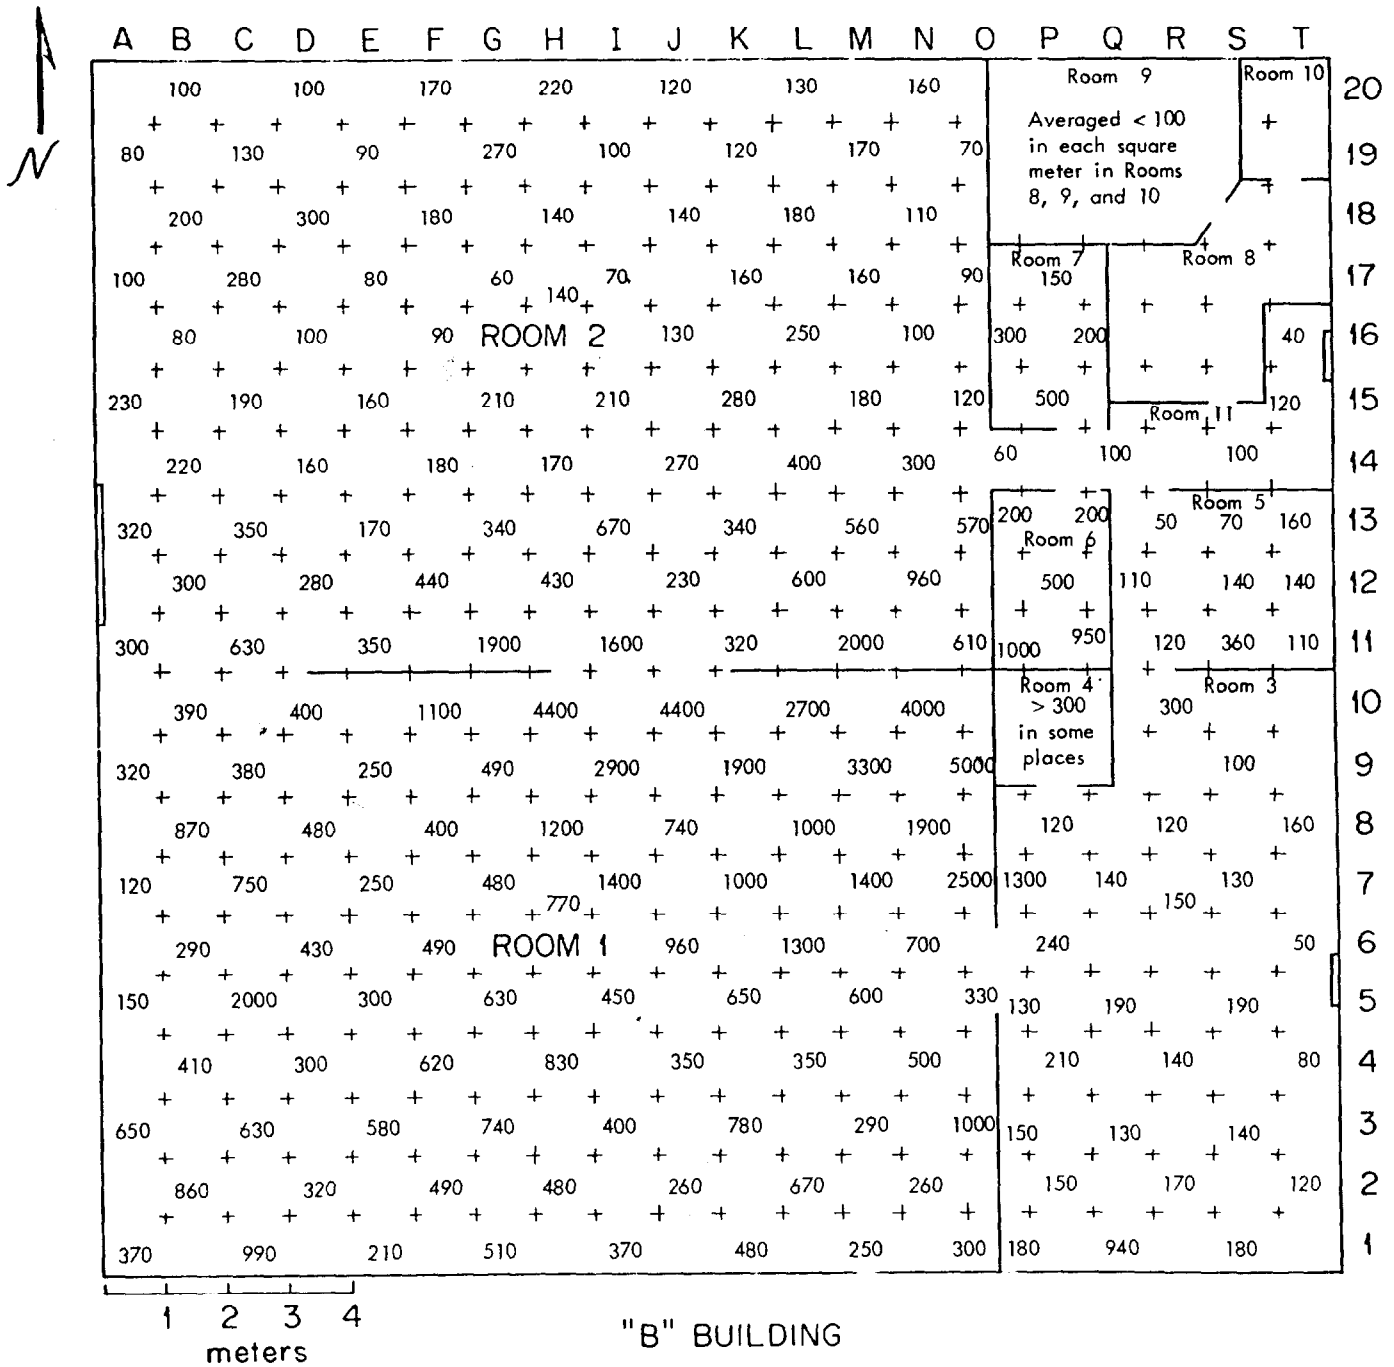 A B C D E F G H I J K L M N O P Q R S T
100 100 170 220 120 130 160 Room 9 Room 10 20
Averaged < 100
80 130 90 270 100 120 170 70 in each square 19
meter in Rooms
8, 9, and 10
N
200 300 180 140 140 180 110 18
Room 7 Room 8
100 280 80 60 70 160 160 90 150 17
140
80 100 90 ROOM 2 130 250 100 300 200 40 16
230 190 160 210 210 280 180 120 500 120 15
Room 11
220 160 180 170 270 400 300 60 100 100 14
Room 5
320 350 170 340 670 340 560 570 200 200 50 70 160 13
Room 6
300 280 440 430 230 600 960 500 110 140 140 12
300 630 350 1900 1600 320 2000 610 1000 950 120 360 110 11
Room 4 Room 3
390 400 1100 4400 4400 2700 4000 > 300 300 10
in some
320 380 250 490 2900 1900 3300 5000 places 100 9
870 480 400 1200 740 1000 1900 120 120 160 8
120 750 250 480 1400 1000 1400 2500 1300 140 130 7
770 150
290 430 490 ROOM 1 960 1300 700 240 50 6
150 2000 300 630 450 650 600 330 130 190 190 5
410 300 620 830 350 350 500 210 140 80 4
650 630 580 740 400 780 290 1000 150 130 140 3
860 320 490 480 260 670 260 150 170 120 2
370 990 210 510 370 480 250 300 180 940 180 1
1 2 3 4
meters
"B" BUILDING